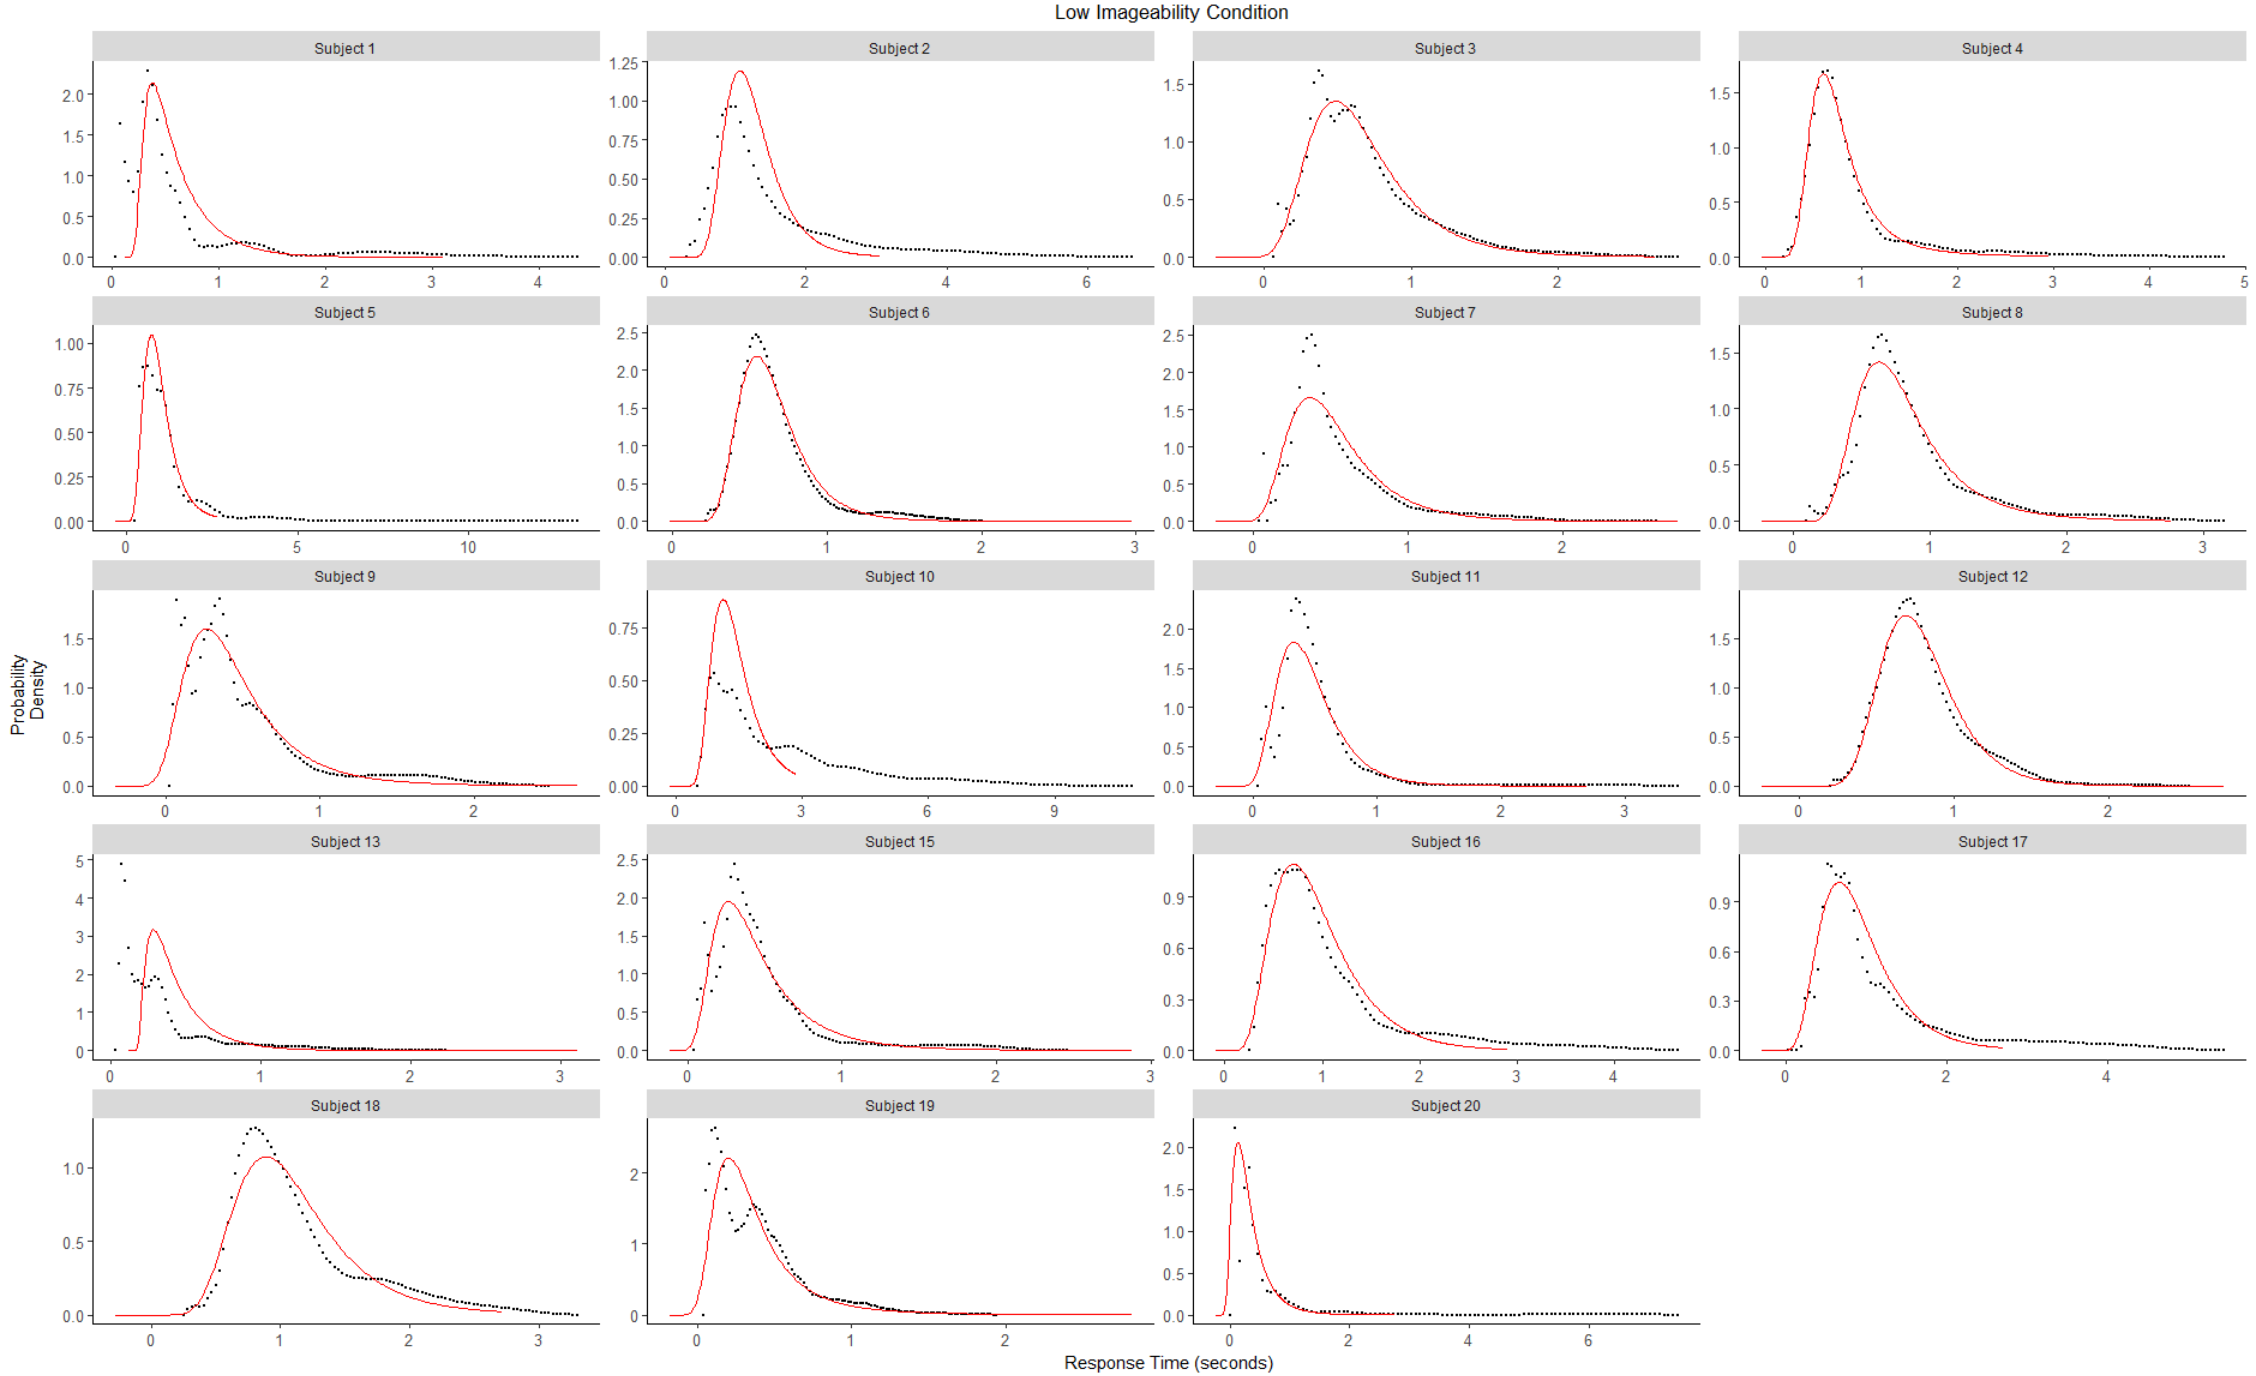 Low Imageability Condition
Subject 1
Subject 2
Subject 3
Subject 4
2.0
1.5
1.0
0.5
0.0
0 1 2 3 4
1.25
1.00
0.75
0.50
0.25
0.00
0 2 4 6
1.5
1.0
0.5
0.0
0 1 2
1.5
1.0
0.5
0.0
0 1 2 3 4 5
Subject 5
Subject 6
Subject 7
Subject 8
1.00
0.75
0.50
0.25
0.00
0 5 10
2.5
2.0
1.5
1.0
0.5
0.0
0 1 2 3
2.5
2.0
1.5
1.0
0.5
0.0
0 1 2
1.5
1.0
0.5
0.0
0 1 2 3
Subject 9
Subject 10
Subject 11
Subject 12
1.5
1.0
0.5
0.0
0 1 2
0.75
0.50
0.25
0.00
0 3 6 9
2.0
1.5
1.0
0.5
0.0
0 1 2 3
1.5
1.0
0.5
0.0
0 1 2
Probability
Density
Subject 13
Subject 15
Subject 16
Subject 17
5
4
3
2
1
0
0 1 2 3
2.5
2.0
1.5
1.0
0.5
0.0
0 1 2 3
0.9
0.6
0.3
0.0
0 1 2 3 4
0.9
0.6
0.3
0.0
0 2 4
Subject 18
Subject 19
Subject 20
1.0
0.5
0.0
0 1 2 3
2
1
0
0 1 2
2.0
1.5
1.0
0.5
0.0
0 2 4 6
Response Time (seconds)